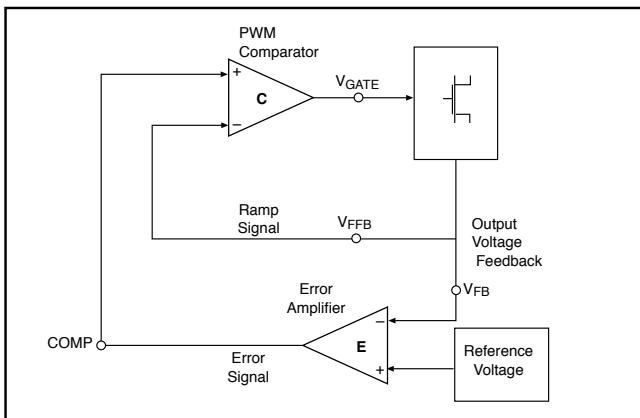 PWM
Comparator
+
C
−
VGATE
Ramp
Signal
VFFB
Output
Voltage
Feedback
VFB
Error
Amplifier
−
E
+
COMP
Error
Signal
Reference
Voltage